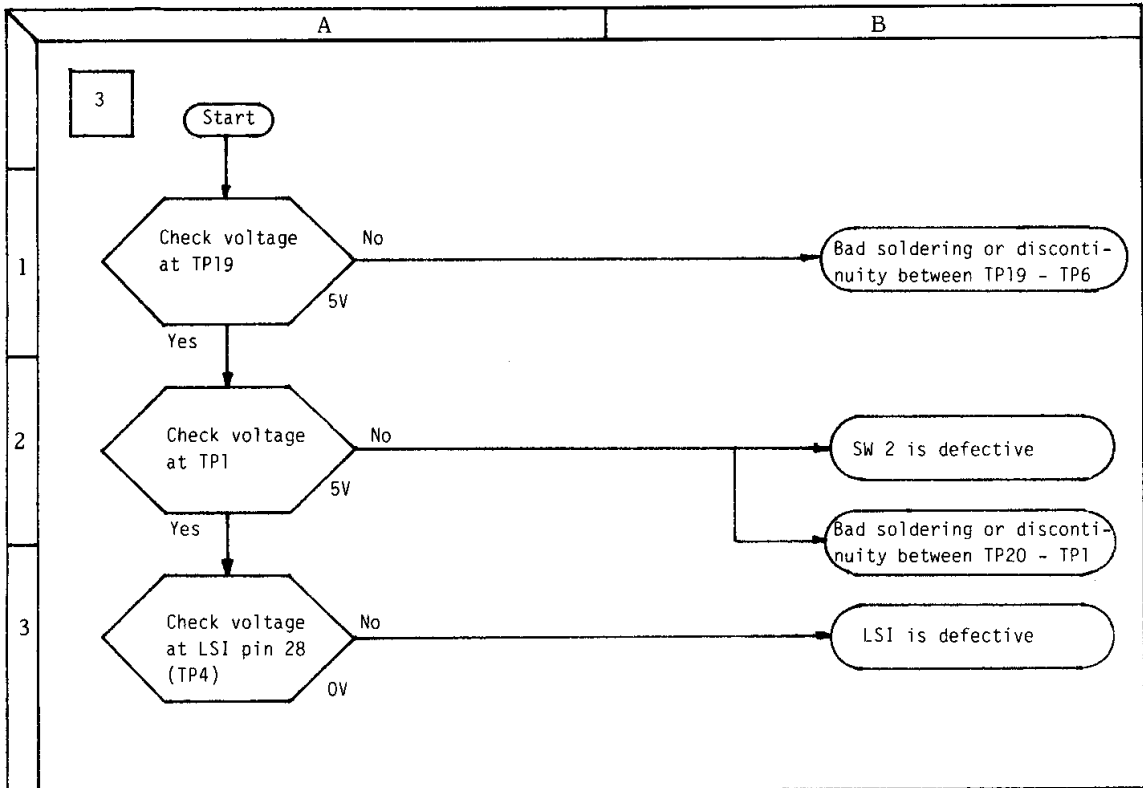 A
B
3
Start
1
Check voltage
at TP19
No
5V
Yes
Bad soldering or disconti-
nuity between TP19 - TP6
2
Check voltage
at TP1
No
5V
Yes
SW 2 is defective
Bad soldering or disconti-
nuity between TP20 - TP1
3
Check voltage
at LSI pin 28
(TP4)
No
0V
LSI is defective